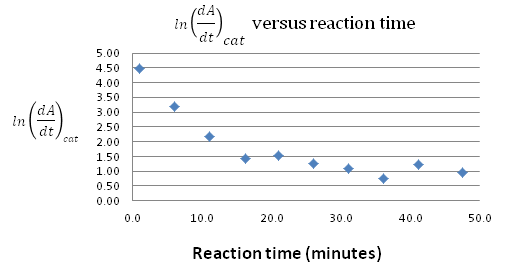 ln(dA/dt)cat versus reaction time
5.00
4.50
4.00
3.50
3.00
2.50
2.00
1.50
1.00
0.50
0.00
ln(dA/dt)cat
0.0 10.0 20.0 30.0 40.0 50.0
Reaction time (minutes)